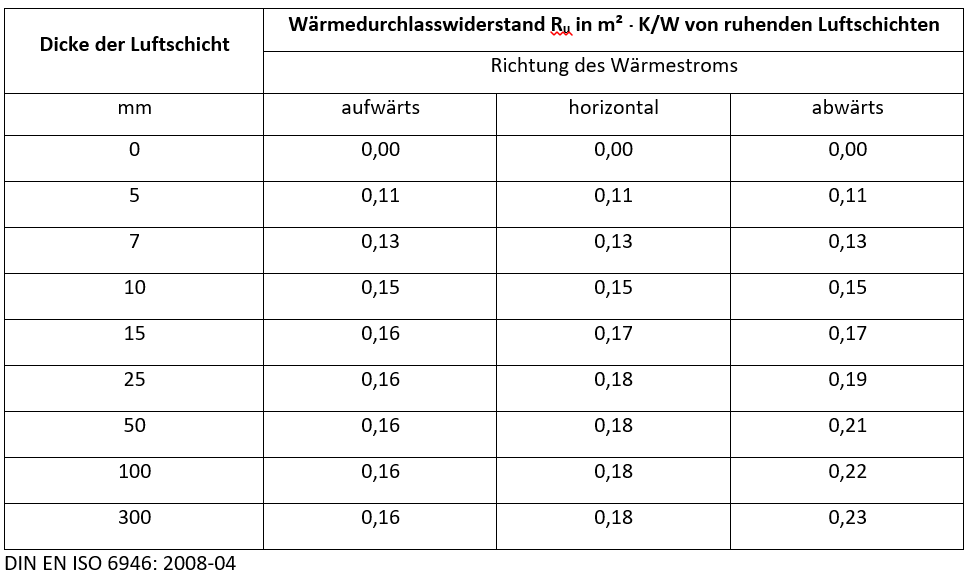 Dicke der Luftschicht
Wärmedurchlasswiderstand Ru in m² · K/W von ruhenden Luftschichten
Richtung des Wärmestroms
mm aufwärts horizontal abwärts
0 0,00 0,00 0,00
5 0,11 0,11 0,11
7 0,13 0,13 0,13
10 0,15 0,15 0,15
15 0,16 0,17 0,17
25 0,16 0,18 0,19
50 0,16 0,18 0,21
100 0,16 0,18 0,22
300 0,16 0,18 0,23
DIN EN ISO 6946: 2008-04